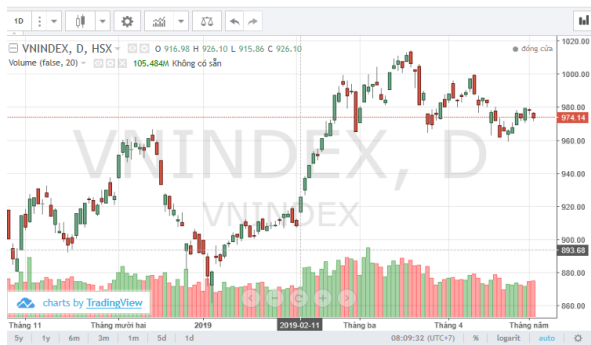 1D
VNINDEX, D, HSX O 916.98 H 926.10 L 915.86 C 926.10
Volume (false, 20) 105.484M Không có sẵn
đóng cửa
VNINDEX, D
VNINDEX
1020.00
1000.00
980.00
974.14
960.00
940.00
920.00
900.00
893.68
880.00
860.00
charts by TradingView
Tháng 11 Tháng mười hai 2019 2019-02-11 Tháng ba Tháng 4 Tháng năm
5y 1y 6m 3m 1m 5d 1d 08:09:32 (UTC+7) % logarit auto